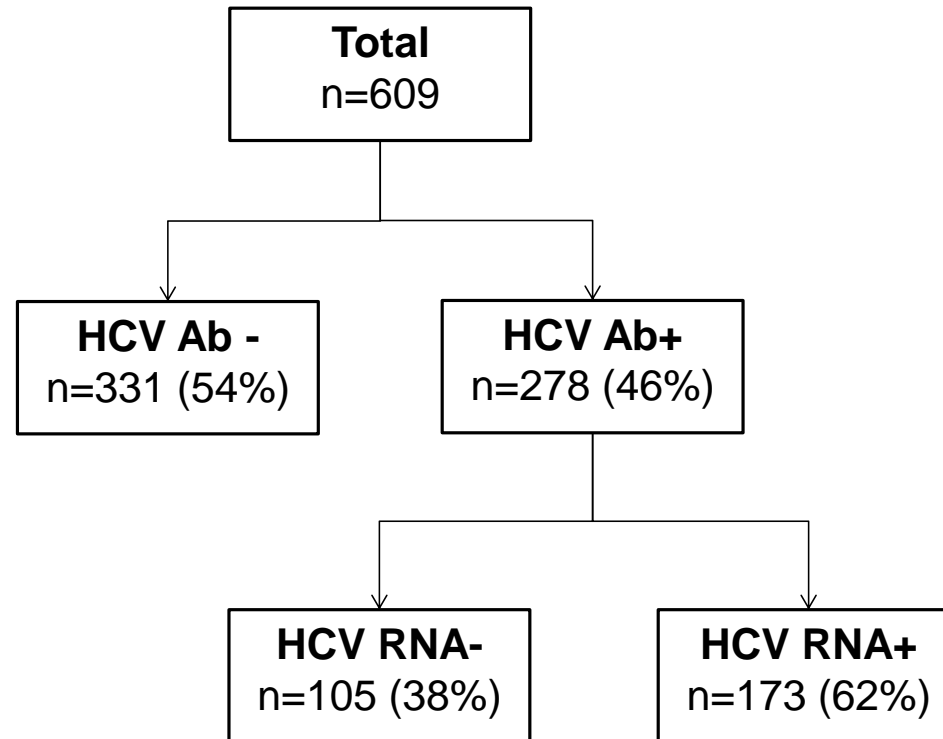 Total
n=609
HCV Ab -
n=331 (54%)
HCV Ab+
n=278 (46%)
HCV RNA-
n=105 (38%)
HCV RNA+
n=173 (62%)